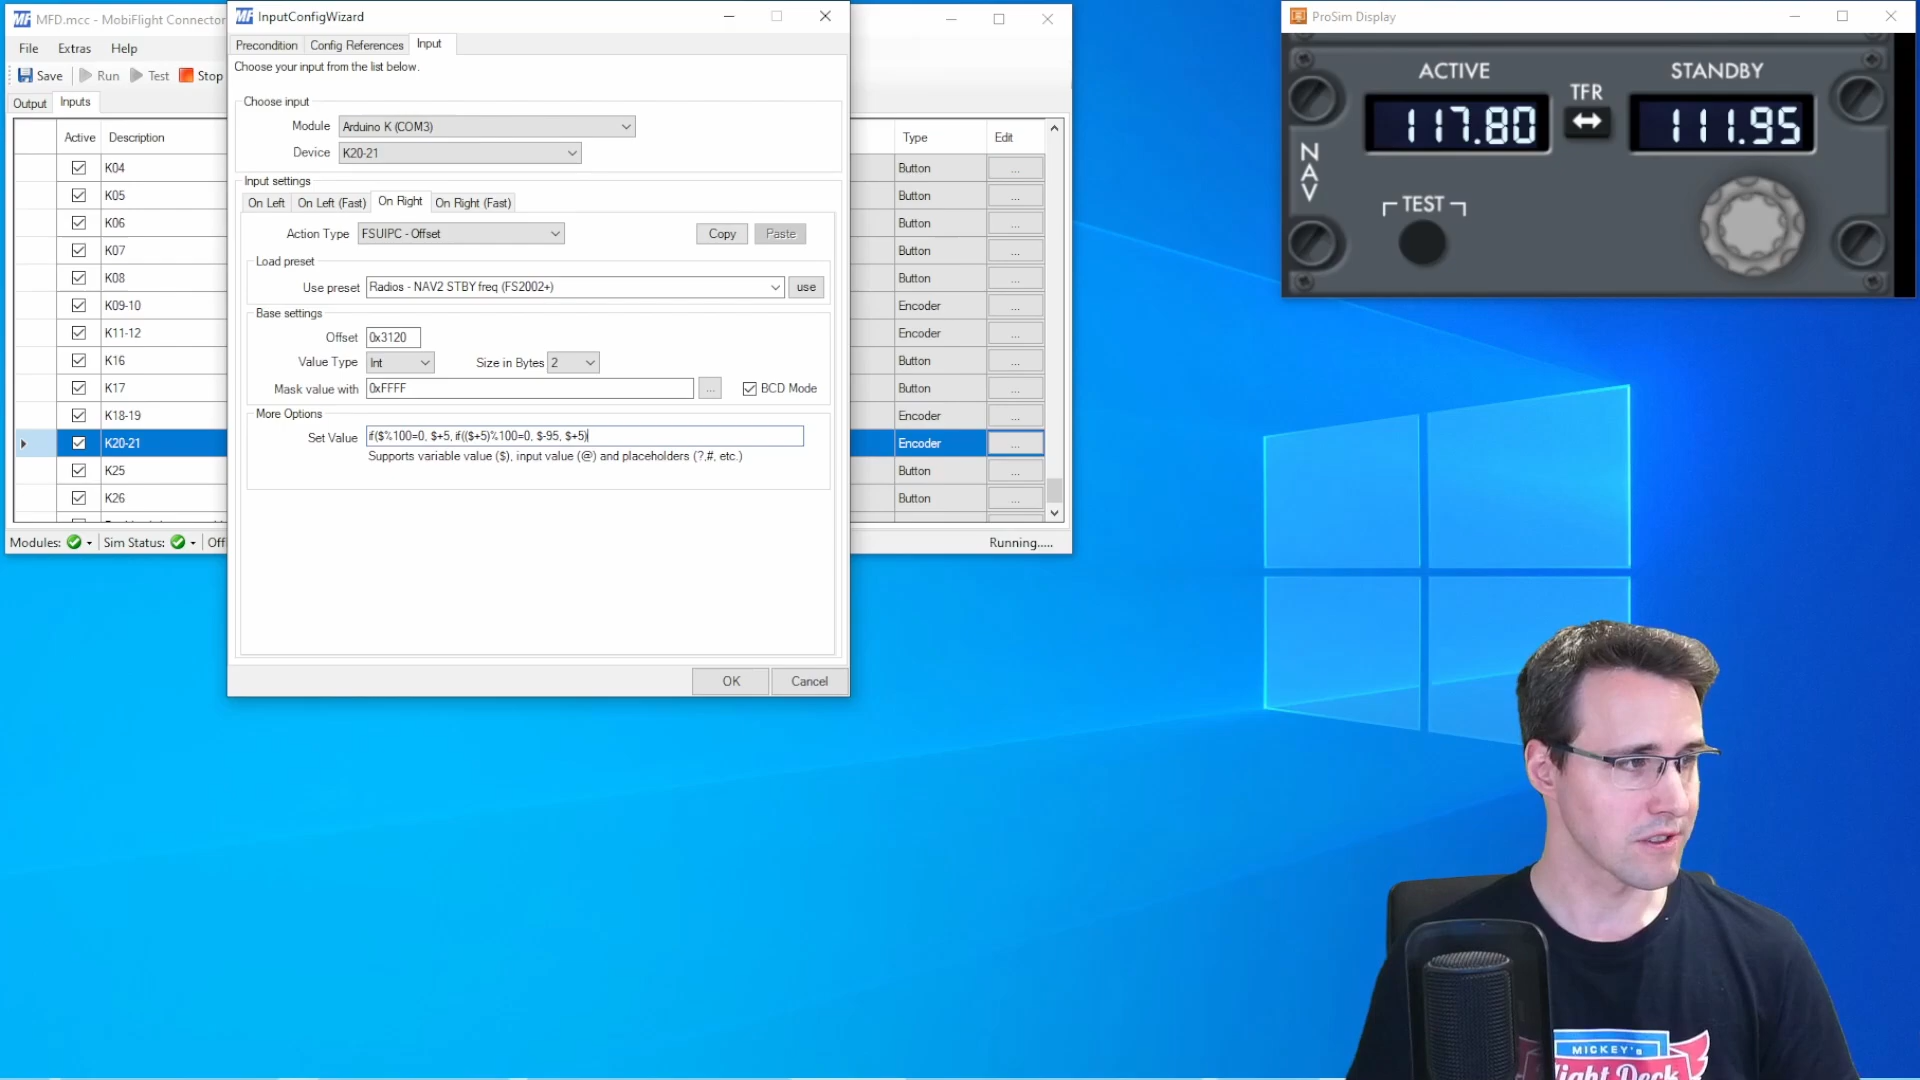 MFD.mcc - MobiFlight Connector
File Extras Help
Save Run Test Stop
Output Inputs
Active Description
K04
K05
K06
K07
K08
K09-10
K11-12
K16
K17
K18-19
K20-21
K25
K26
Modules: Sim Status:
InputConfigWizard
Precondition Config References Input
Choose your input from the list below.
Choose input
Module Arduino K (COM3)
Device K20-21
Input settings
On Left On Left (Fast) On Right On Right (Fast)
Action Type FSUIPC - Offset Copy Paste
Load preset
Use preset Radios - NAV2 STBY freq (FS2002+) use
Base settings
Offset 0x3120
Value Type Int Size in Bytes 2
Mask value with 0xFFFF ... BCD Mode
More Options
Set Value if($%100=0, $+5, if(($+5)%100=0, $-95, $+5)
Supports variable value ($), input value (@) and placeholders (?,#, etc.)
OK Cancel
Type Edit
Button ...
Button ...
Button ...
Button ...
Button ...
Encoder ...
Encoder ...
Button ...
Button ...
Encoder ...
Encoder ...
Button ...
Button ...
Running.....
ProSim Display
ACTIVE STANDBY
TFR
117.80 111.95
NAV
TEST
MICKEY's